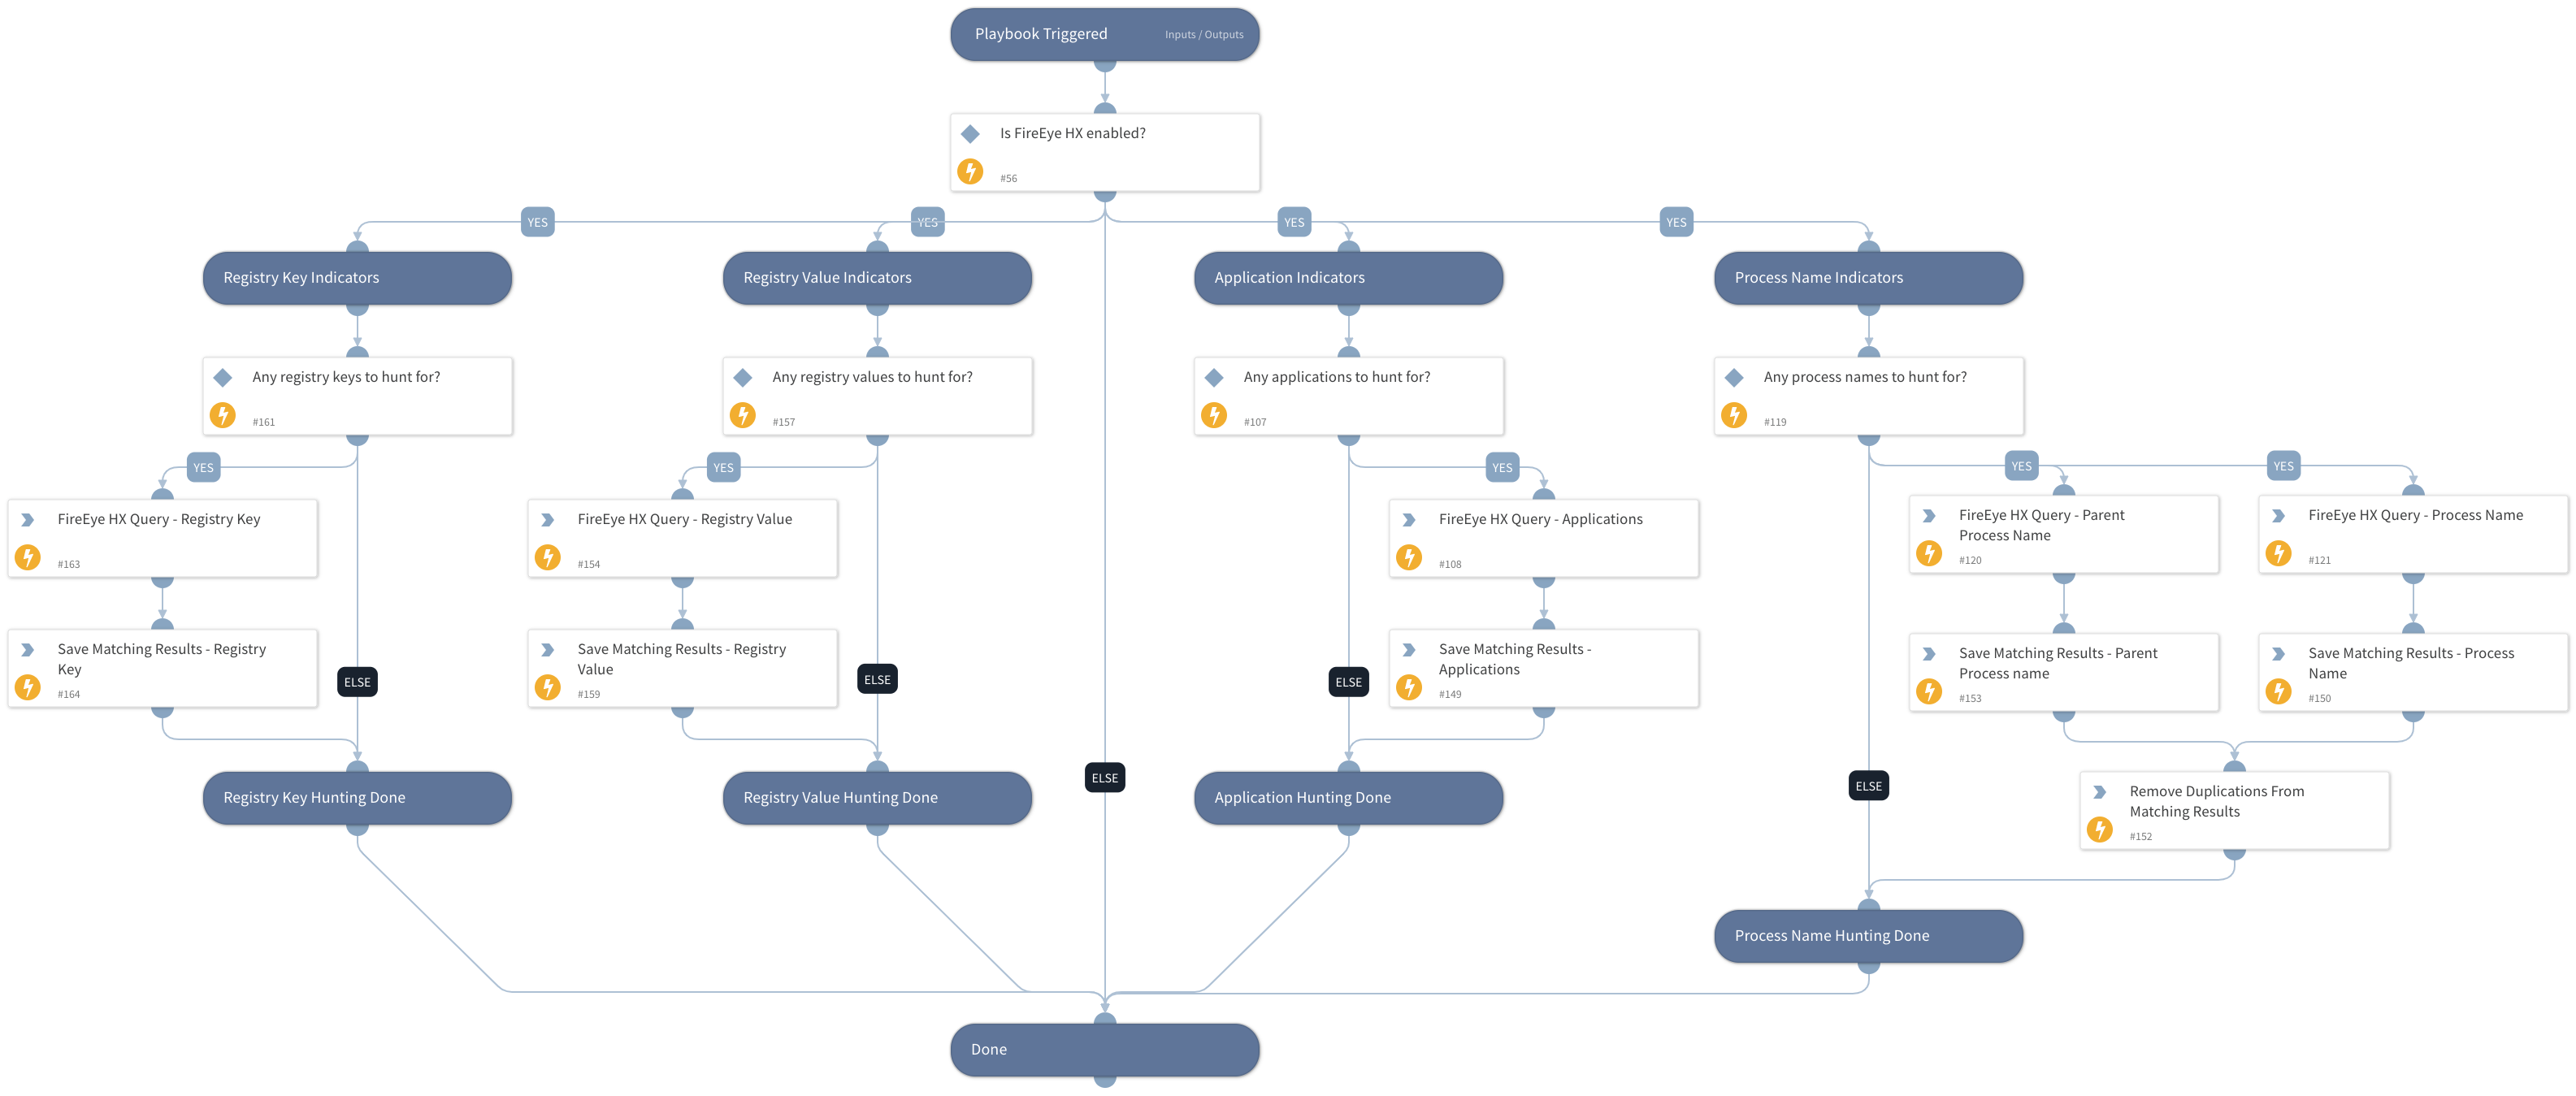 Playbook Triggered
Inputs / Outputs
Is FireEye HX enabled?
#56
YES
YES
YES
YES
Registry Key Indicators
Registry Value Indicators
Application Indicators
Process Name Indicators
Any registry keys to hunt for?
#161
Any registry values to hunt for?
#157
Any applications to hunt for?
#107
Any process names to hunt for?
#119
YES
YES
YES
YES
YES
FireEye HX Query - Registry Key
#163
FireEye HX Query - Registry Value
#154
FireEye HX Query - Applications
#108
FireEye HX Query - Parent
Process Name
#120
FireEye HX Query - Process Name
#121
Save Matching Results - Registry
Key
#164
ELSE
Save Matching Results - Registry
Value
#159
ELSE
ELSE
Save Matching Results -
Applications
#149
Save Matching Results - Parent
Process name
#153
Save Matching Results - Process
Name
#150
Registry Key Hunting Done
Registry Value Hunting Done
ELSE
Application Hunting Done
ELSE
Remove Duplications From
Matching Results
#152
Process Name Hunting Done
Done